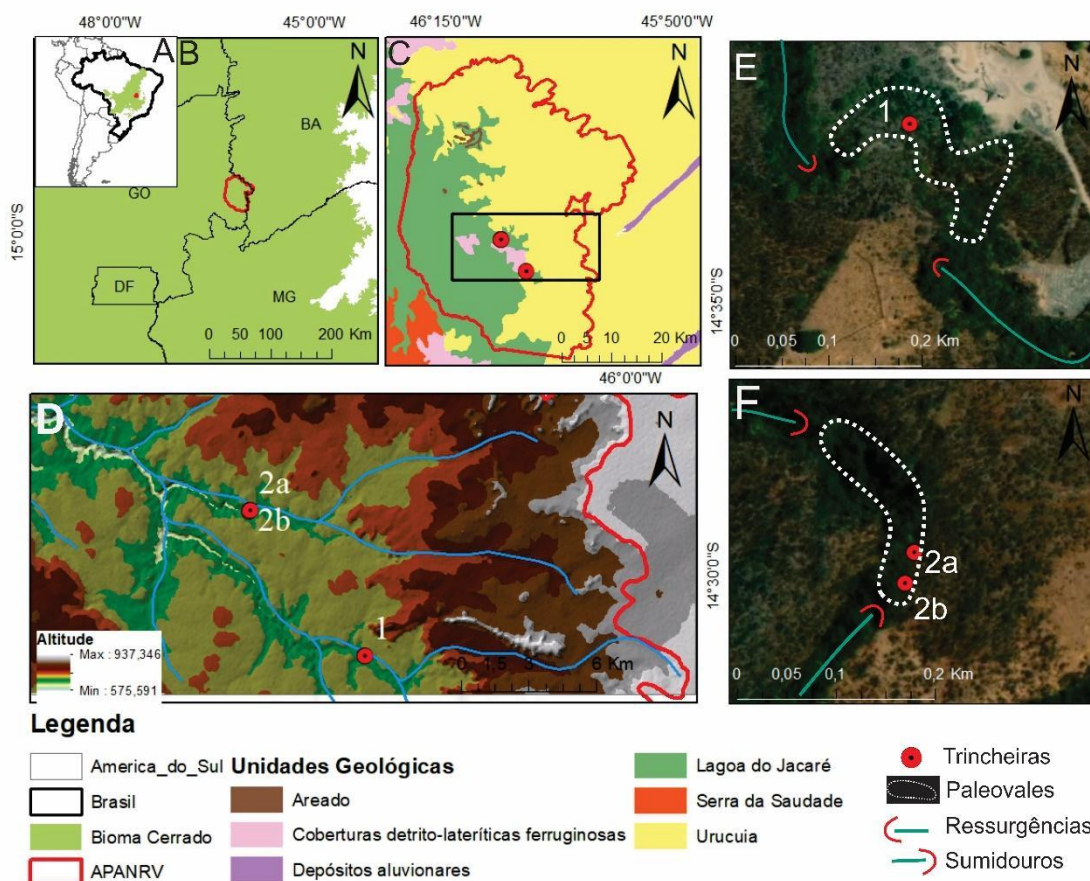 48°0'0"W
45°0'0"W
46°15'0"W
45°50'0"W
A
B
N
BA
GO
DF
MG
0 50 100 200 Km
15°0'0"S
C
N
0 5 10 20 Km
14°35'0"S
46°0'0"W
E
N
1
0 0,05 0,1 0,2 Km
D
N
2a
2b
1
Altitude
Max : 937,346
Min : 575,591
0 1,5 3 6 Km
14°30'0"S
F
N
2a
2b
0 0,05 0,1 0,2 Km
Legenda
America_do_Sul
Brasil
Bioma Cerrado
APANRV
Unidades Geológicas
Areado
Coberturas detrito-lateríticas ferruginosas
Depósitos aluvionares
Lagoa do Jacaré
Serra da Saudade
Urucuia
Trincheiras
Paleovales
Ressurgências
Sumidouros